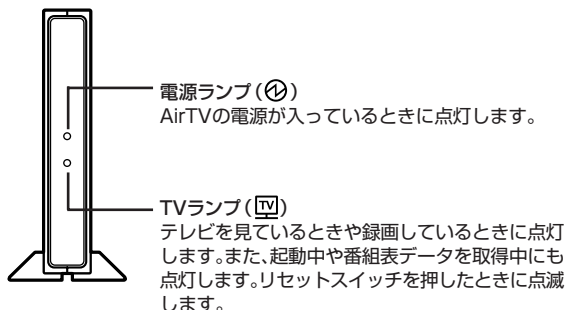 電源ランプ()
AirTVの電源が入っているときに点灯します。
TVランプ(TV)
テレビを見ているときや録画しているときに点灯
します。また、起動中や番組表データを取得中にも
点灯します。リセットスイッチを押したときに点滅
します。